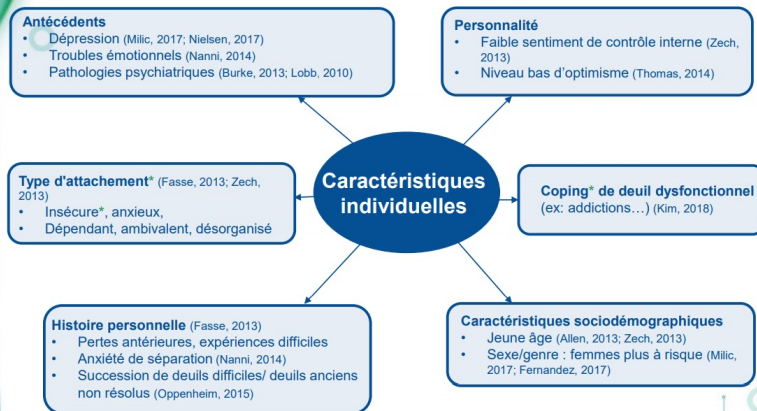 Antécédents
• Dépression (Milic, 2017; Nielsen, 2017)
• Troubles émotionnels (Nanni, 2014)
• Pathologies psychiatriques (Burke, 2013; Lobb, 2010)
Personnalité
• Faible sentiment de contrôle interne (Zech,
2013)
• Niveau bas d'optimisme (Thomas, 2014)
Caractéristiques
individuelles
Type d'attachement* (Fasse, 2013; Zech,
2013)
• Insécure*, anxieux,
• Dépendant, ambivalent, désorganisé
Coping* de deuil dysfonctionnel
(ex: addictions…) (Kim, 2018)
Histoire personnelle (Fasse, 2013)
• Pertes antérieures, expériences difficiles
• Anxiété de séparation (Nanni, 2014)
• Succession de deuils difficiles/ deuils anciens
non résolus (Oppenheim, 2015)
Caractéristiques sociodémographiques
• Jeune âge (Allen, 2013; Zech, 2013)
• Sexe/genre : femmes plus à risque (Milic,
2017; Fernandez, 2017)